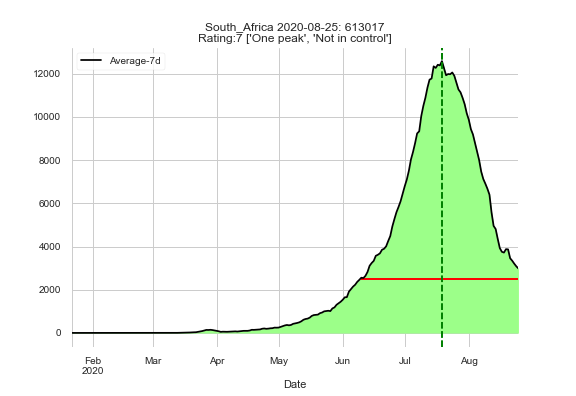 South_Africa 2020-08-25: 613017
Rating:7 ['One peak', 'Not in control']
Average-7d
12000
10000
8000
6000
4000
2000
0
Feb Mar Apr May Jun Jul Aug
2020
Date